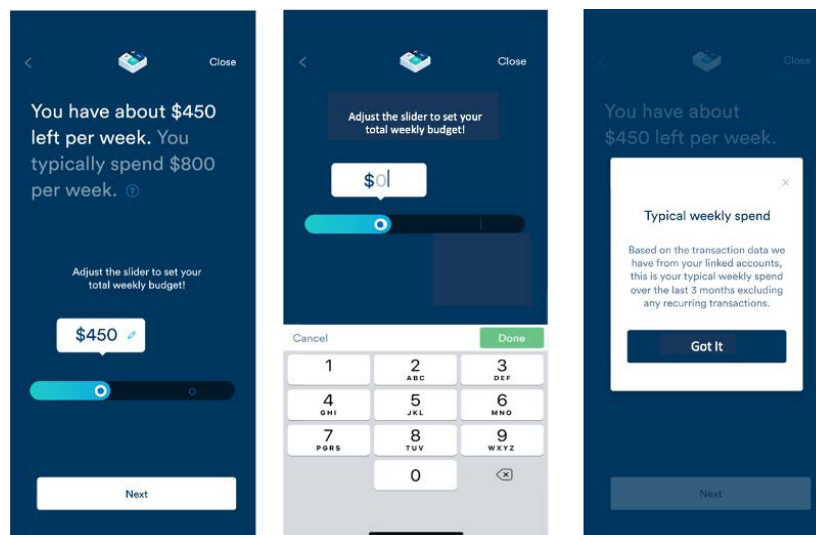 Close
You have about $450
left per week. You
typically spend $800
per week. ?
Adjust the slider to set your
total weekly budget!
$450
Next
Close
Adjust the slider to set your
total weekly budget!
$0
Cancel
Done
1
2
ABC
3
DEF
4
GHI
5
JKL
6
MNO
7
PQRS
8
TUV
9
WXYZ
0
Close
You have about
$450 left per week.
Typical weekly spend
Based on the transaction data we
have from your linked accounts,
this is your typical weekly spend
over the last 3 months excluding
any recurring transactions.
Got It
Next